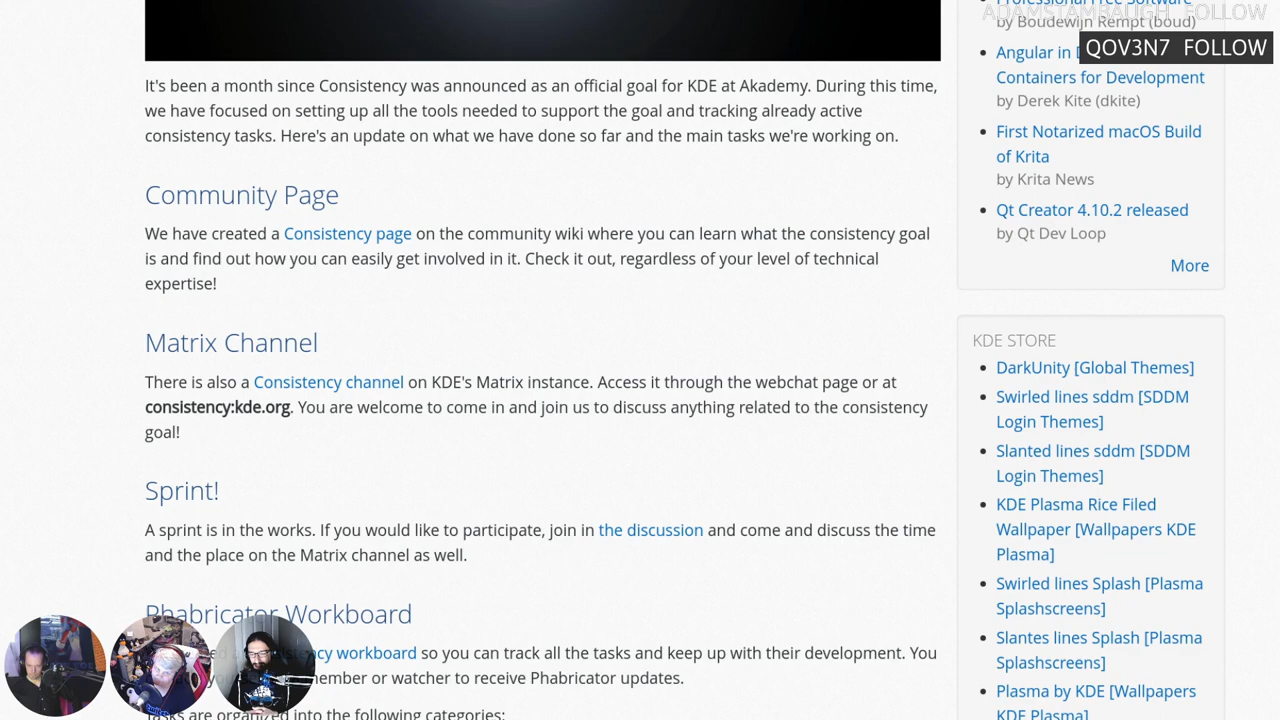 It's been a month since Consistency was announced as an official goal for KDE at Akademy. During this time,
we have focused on setting up all the tools needed to support the goal and tracking already active
consistency tasks. Here's an update on what we have done so far and the main tasks we're working on.
Community Page
We have created a Consistency page on the community wiki where you can learn what the consistency goal
is and find out how you can easily get involved in it. Check it out, regardless of your level of technical
expertise!
Matrix Channel
There is also a Consistency channel on KDE's Matrix instance. Access it through the webchat page or at
consistency:kde.org. You are welcome to come in and join us to discuss anything related to the consistency
goal!
Sprint!
A sprint is in the works. If you would like to participate, join in the discussion and come and discuss the time
and the place on the Matrix channel as well.
Phabricator Workboard
workboard so you can track all the tasks and keep up with their development. You
member or watcher to receive Phabricator updates.
Tasks are organized into the following categories:
ADAMSTAMBAUGH FOLLOW
Professional Free Software
by Boudewijn Rempt (boud)
QOV3N7 FOLLOW
Angular in
Containers for Development
by Derek Kite (dkite)
First Notarized macOS Build
of Krita
by Krita News
Qt Creator 4.10.2 released
by Qt Dev Loop
More
KDE STORE
DarkUnity [Global Themes]
Swirled lines sddm [SDDM
Login Themes]
Slanted lines sddm [SDDM
Login Themes]
KDE Plasma Rice Filed
Wallpaper [Wallpapers KDE
Plasma]
Swirled lines Splash [Plasma
Splashscreens]
Slantes lines Splash [Plasma
Splashscreens]
Plasma by KDE [Wallpapers
KDE Plasma]